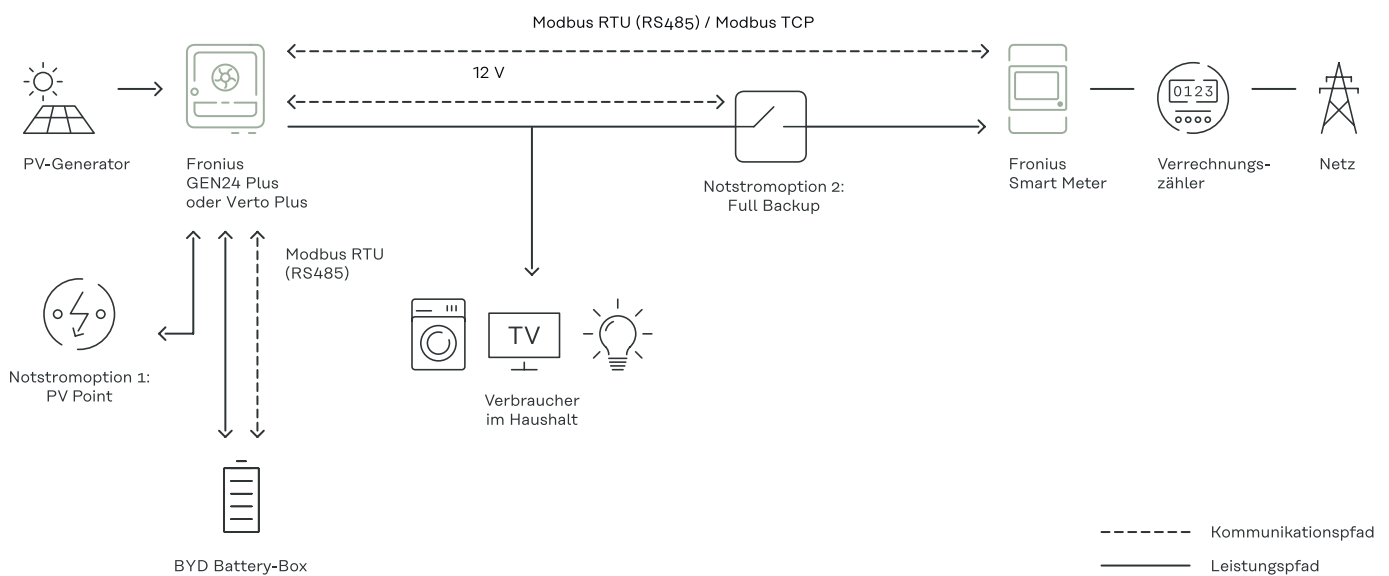 Modbus RTU (RS485) / Modbus TCP
12 V
0123
PV-Generator
Fronius
GEN24 Plus
oder Verto Plus
Notstromoption 2:
Full Backup
Fronius
Smart Meter
Verrechnungs-
zähler
Netz
Modbus RTU
(RS485)
TV
Notstromoption 1:
PV Point
Verbraucher
im Haushalt
BYD Battery-Box
Kommunikationspfad
Leistungspfad